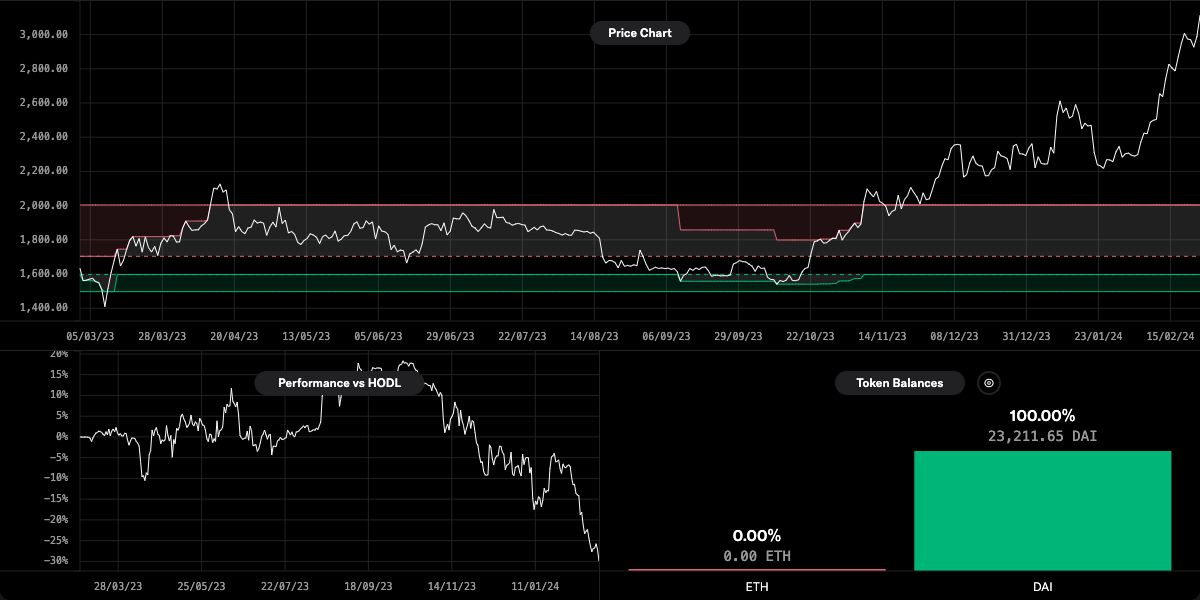 Price Chart
3,000.00
2,800.00
2,600.00
2,400.00
2,200.00
2,000.00
1,800.00
1,600.00
1,400.00
05/03/23 28/03/23 20/04/23 13/05/23 05/06/23 29/06/23 22/07/23 14/08/23 06/09/23 29/09/23 22/10/23 14/11/23 08/12/23 31/12/23 23/01/24 15/02/24
Performance vs HODL
20%
15%
10%
5%
0%
-5%
-10%
-15%
-20%
-25%
-30%
28/03/23 25/05/23 22/07/23 18/09/23 14/11/23 11/01/24
Token Balances
100.00%
23,211.65 DAI
0.00%
0.00 ETH
ETH DAI